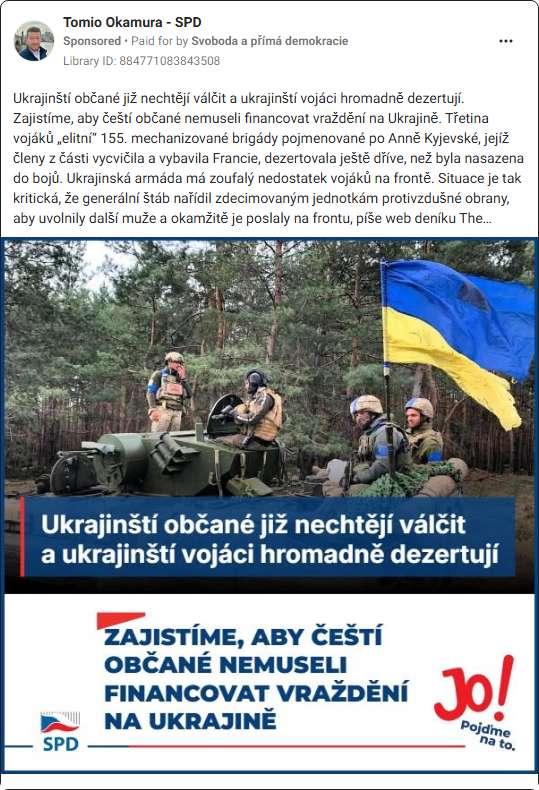 Tomio Okamura - SPD
Sponsored • Paid for by Svoboda a přímá demokracie
Library ID: 884771083843508
Ukrajinští občané již nechtějí válčit a ukrajinští vojáci hromadně dezertují.
Zajistíme, aby čeští občané nemuseli financovat vraždění na Ukrajině. Třetina
vojáků „elitní“ 155. mechanizované brigády pojmenované po Anně Kyjevské, jejíž
členy z části vycvičila a vybavila Francie, dezertovala ještě dříve, než byla nasazena
do bojů. Ukrajinská armáda má zoufalý nedostatek vojáků na frontě. Situace je tak
kritická, že generální štáb nařídil zdecimovaným jednotkám protivzdušné obrany,
aby uvolnily další muže a okamžitě je poslaly na frontu, píše web deníku The…
Ukrajinští občané již nechtějí válčit
a ukrajinští vojáci hromadně dezertují
ZAJISTÍME, ABY ČEŠTÍ
OBČANÉ NEMUSELI
FINANCOVAT VRAŽDĚNÍ
NA UKRAJINĚ
SPD
Jo!
Pojďme
na to.